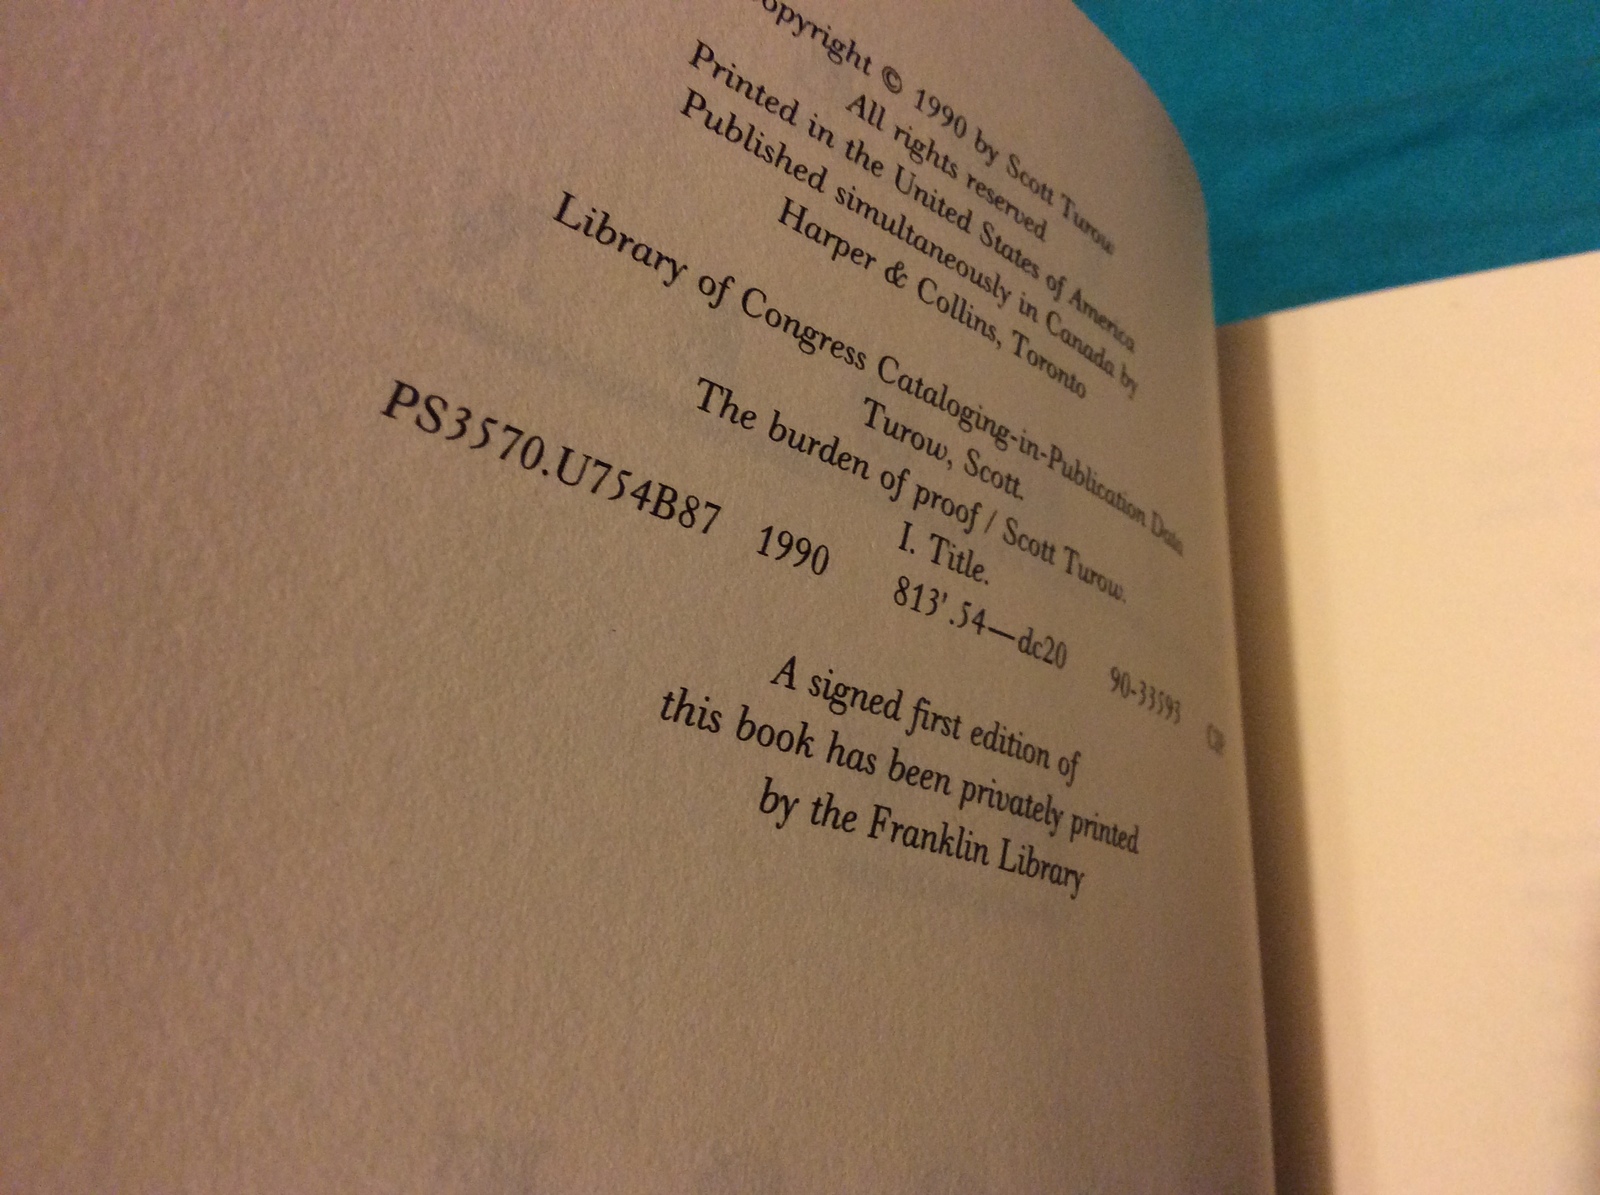 opyright © 1990 by Scott Turow
All rights reserved
Printed in the United States of America
Published simultaneously in Canada by
Harper & Collins, Toronto
Library of Congress Cataloging-in-Publication Data
Turow, Scott.
The burden of proof / Scott Turow.
I. Title.
PS3570.U754B87 1990 813'.54—dc20 90-33593 CIP
A signed first edition of
this book has been privately printed
by the Franklin Library